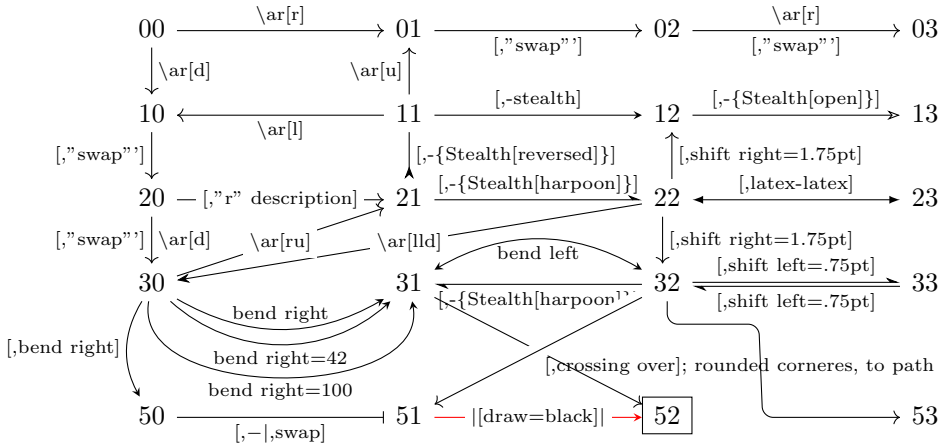 \ar[r] \ar[r]
00 01 02 03
[,"swap"'] [,"swap"']
\ar[d] \ar[u]
[,-stealth] [,-{Stealth[open]}]
10 11 12 13
\ar[l]
[,"swap"'] [,-{Stealth[reversed]}] [,shift right=1.75pt]
[,-{Stealth[harpoon]}] [,latex-latex]
20 [,"r" description] 21 22 23
[,"swap"'] \ar[d] \ar[ru] \ar[lld] [,shift right=1.75pt]
bend left [,shift left=.75pt]
30 31 32 33
[,-{Stealth[harpoon]}] [,shift left=.75pt]
bend right
[,bend right] bend right=42 [,crossing over]; rounded corneres, to path
bend right=100
50 51 |[draw=black]| 52 53
[,−|,swap]